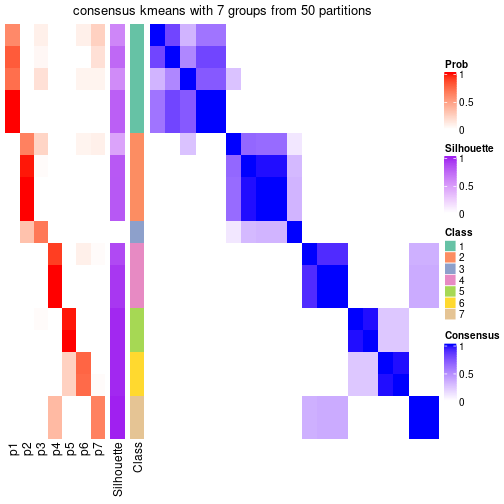 consensus kmeans with 7 groups from 50 partitions
Prob
1
0.5
0
Silhouette
1
0.5
0
Class
1
2
3
4
5
6
7
Consensus
1
0.5
0
p1
p2
p3
p4
p5
p6
p7
Silhouette
Class